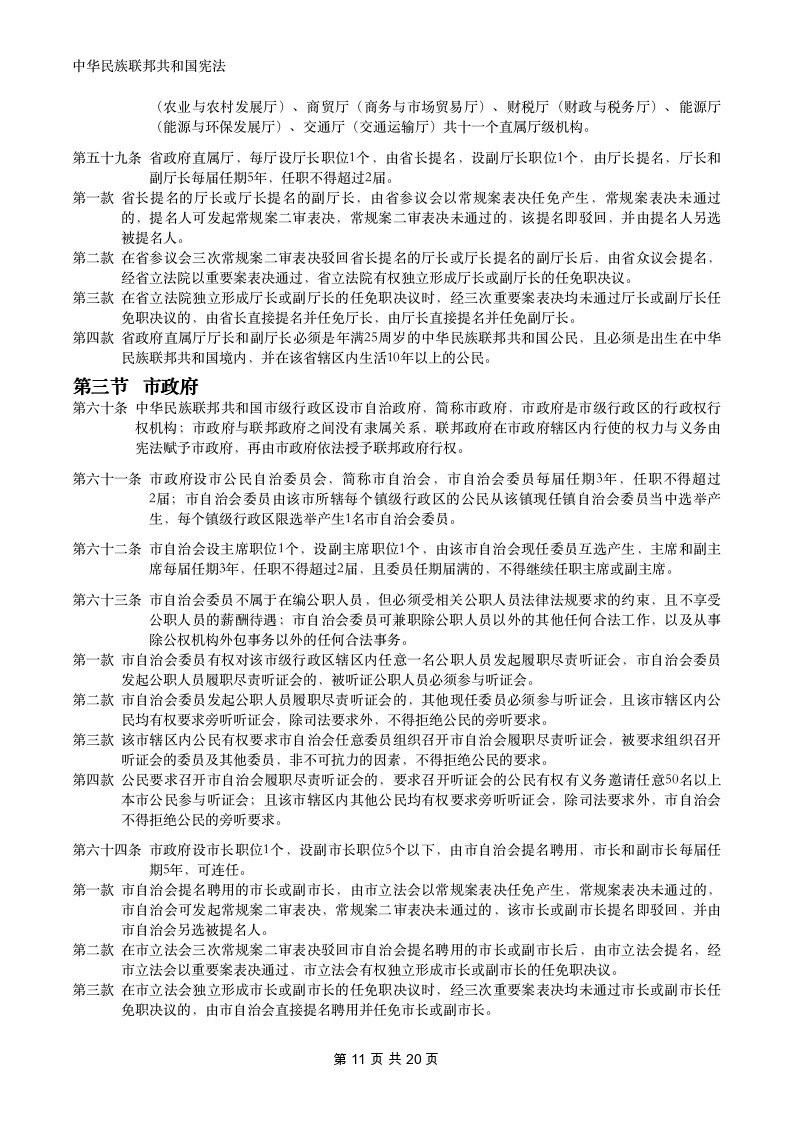 中华民族联邦共和国宪法
（农业与农村发展厅）、商贸厅（商务与市场贸易厅）、财税厅（财政与税务厅）、能源厅
（能源与环保发展厅）、交通厅（交通运输厅）共十一个直属厅级机构。
第五十九条 省政府直属厅，每厅设厅长职位1个，由省长提名，设副厅长职位1个，由厅长提名，厅长和
副厅长每届任期5年，任职不得超过2届。
第一款 省长提名的厅长或厅长提名的副厅长，由省参议会以常规案表决任免产生，常规案表决未通过
的，提名人可发起常规案二审表决，常规案二审表决未通过的，该提名即驳回，并由提名人另选
被提名人。
第二款 在省参议会三次常规案二审表决驳回省长提名的厅长或厅长提名的副厅长后，由省众议会提名，
经省立法院以重要案表决通过，省立法院有权独立形成厅长或副厅长的任免职决议。
第三款 在省立法院独立形成厅长或副厅长的任免职决议时，经三次重要案表决均未通过厅长或副厅长任
免职决议的，由省长直接提名并任免厅长，由厅长直接提名并任免副厅长。
第四款 省政府直属厅厅长和副厅长必须是年满25周岁的中华民族联邦共和国公民，且必须是出生在中华
民族联邦共和国境内，并在该省辖区内生活10年以上的公民。
第三节 市政府
第六十条 中华民族联邦共和国市级行政区设市自治政府，简称市政府，市政府是市级行政区的行政权行
权机构；市政府与联邦政府之间没有隶属关系，联邦政府在市政府辖区内行使的权力与义务由
宪法赋予市政府，再由市政府依法授予联邦政府行权。
第六十一条 市政府设市公民自治委员会，简称市自治会，市自治会委员每届任期3年，任职不得超过
2届；市自治会委员由该市所辖每个镇级行政区的公民从该镇现任镇自治会委员当中选举产
生，每个镇级行政区限选举产生1名市自治会委员。
第六十二条 市自治会设主席职位1个，设副主席职位1个，由该市自治会现任委员互选产生，主席和副主
席每届任期3年，任职不得超过2届，且委员任期届满的，不得继续任职主席或副主席。
第六十三条 市自治会委员不属于在编公职人员，但必须受相关公职人员法律法规要求的约束，且不享受
公职人员的薪酬待遇；市自治会委员可兼职除公职人员以外的其他任何合法工作，以及从事
除公权机构外包事务以外的任何合法事务。
第一款 市自治会委员有权对该市级行政区辖区内任意一名公职人员发起履职尽责听证会，市自治会委员
发起公职人员履职尽责听证会的，被听证公职人员必须参与听证会。
第二款 市自治会委员发起公职人员履职尽责听证会的，其他现任委员必须参与听证会，且该市辖区内公
民均有权要求旁听听证会，除司法要求外，不得拒绝公民的旁听要求。
第三款 该市辖区内公民有权要求市自治会任意委员组织召开市自治会履职尽责听证会，被要求组织召开
听证会的委员及其他委员，非不可抗力的因素，不得拒绝公民的要求。
第四款 公民要求召开市自治会履职尽责听证会的，要求召开听证会的公民有权有义务邀请任意50名以上
本市公民参与听证会；且该市辖区内其他公民均有权要求旁听听证会，除司法要求外，市自治会
不得拒绝公民的旁听要求。
第六十四条 市政府设市长职位1个，设副市长职位5个以下，由市自治会提名聘用，市长和副市长每届任
期5年，可连任。
第一款 市自治会提名聘用的市长或副市长，由市立法会以常规案表决任免产生，常规案表决未通过的，
市自治会可发起常规案二审表决，常规案二审表决未通过的，该市长或副市长提名即驳回，并由
市自治会另选被提名人。
第二款 在市立法会三次常规案二审表决驳回市自治会提名聘用的市长或副市长后，由市立法会提名，经
市立法会以重要案表决通过，市立法会有权独立形成市长或副市长的任免职决议。
第三款 在市立法会独立形成市长或副市长的任免职决议时，经三次重要案表决均未通过市长或副市长任
免职决议的，由市自治会直接提名聘用并任免市长或副市长。
第 11 页 共 20 页